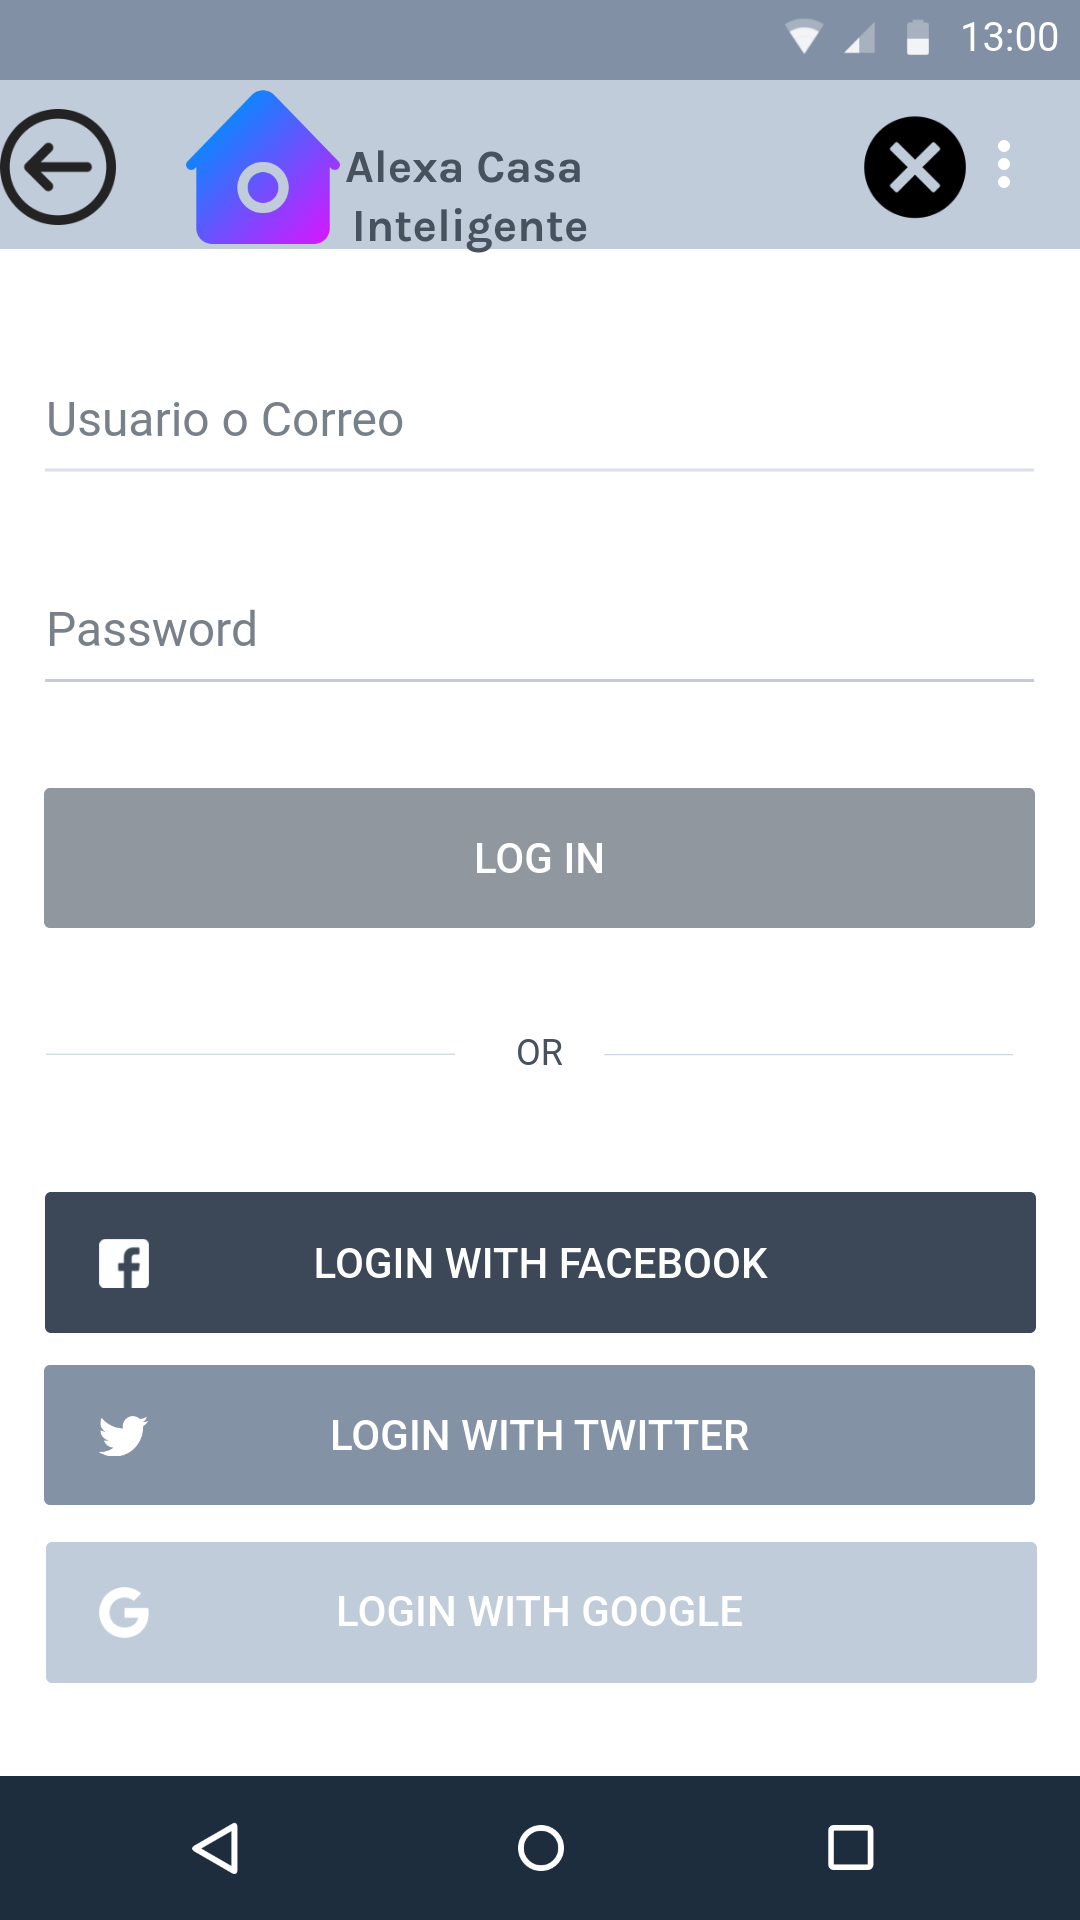 13:00
Alexa Casa
Inteligente
Usuario o Correo
Password
LOG IN
OR
LOGIN WITH FACEBOOK
LOGIN WITH TWITTER
LOGIN WITH GOOGLE